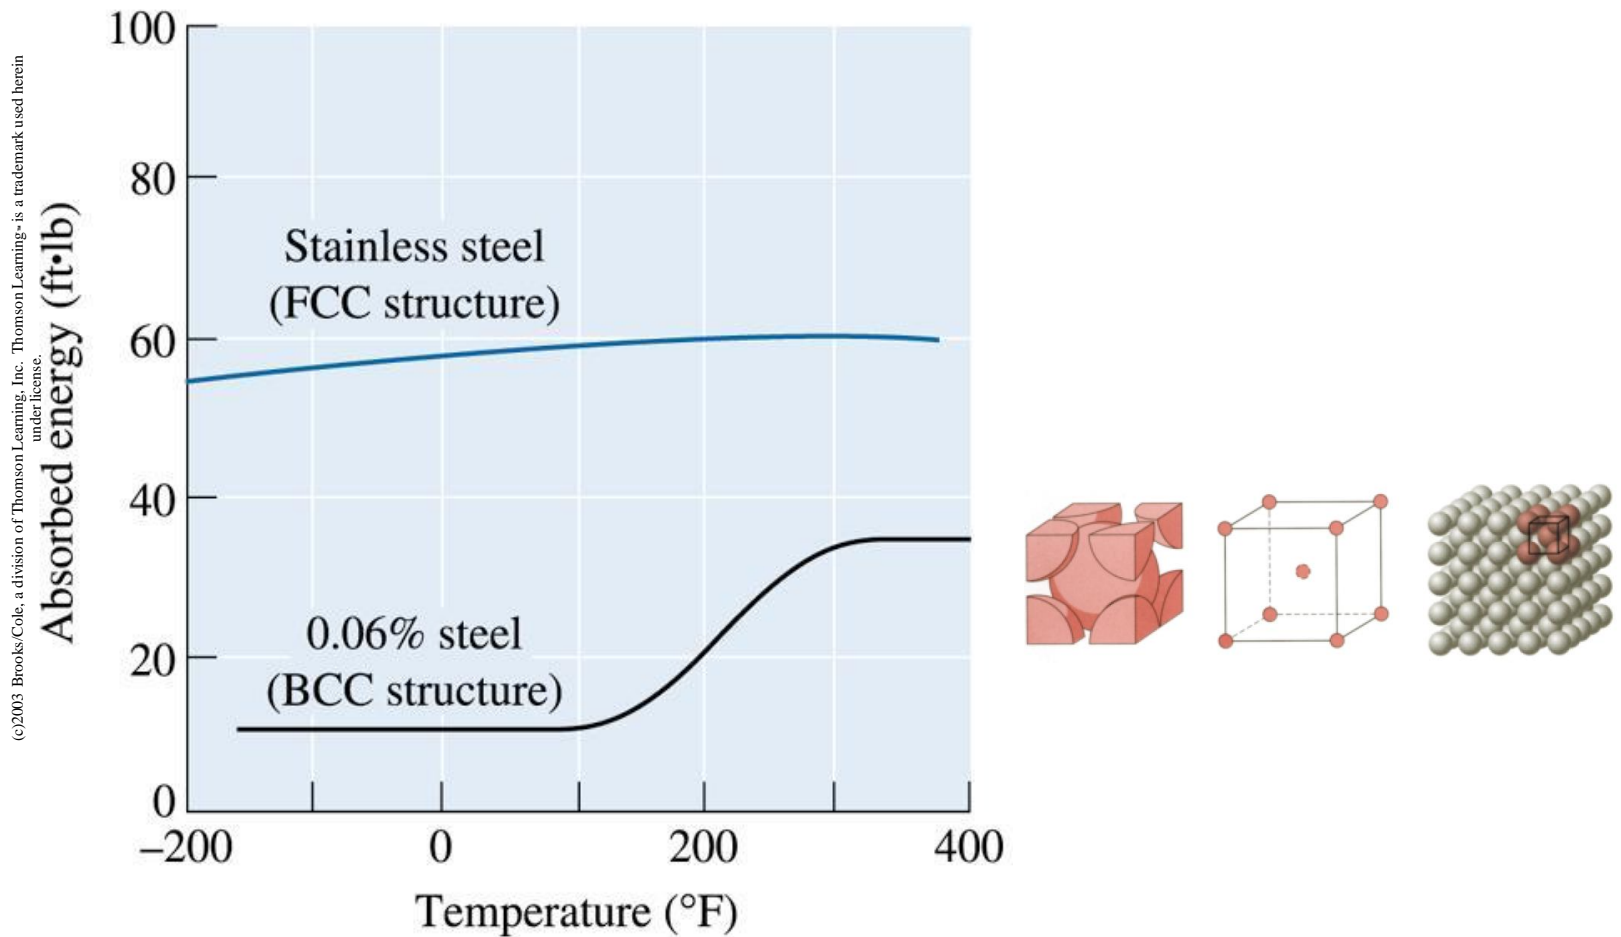 (c)2003 Brooks/Cole, a division of Thomson Learning, Inc. Thomson Learning™ is a trademark used herein
under license.
Absorbed energy (ft•lb)
100
80
60
40
20
0
Stainless steel
(FCC structure)
0.06% steel
(BCC structure)
–200 0 200 400
Temperature (°F)